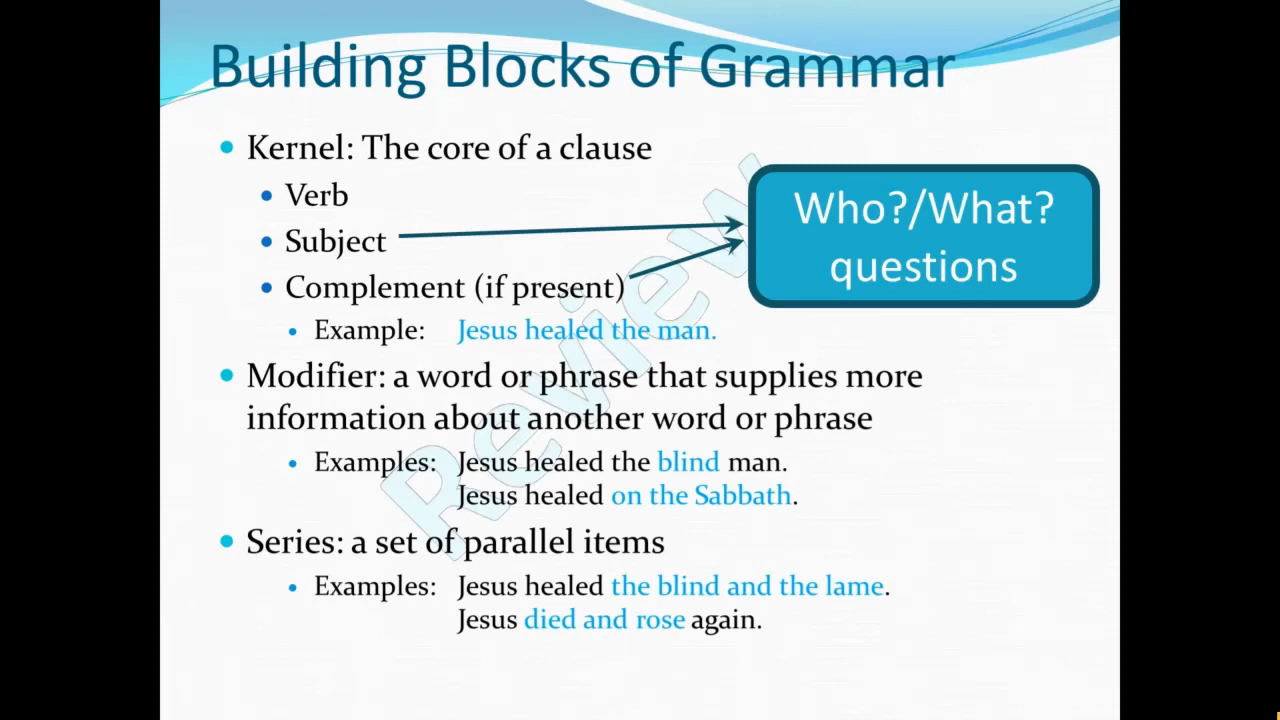 Building Blocks of Grammar
Kernel: The core of a clause
Verb
Subject
Complement (if present)
Example: Jesus healed the man.
Who?/What?
questions
Modifier: a word or phrase that supplies more
information about another word or phrase
Examples: Jesus healed the blind man.
Jesus healed on the Sabbath.
Series: a set of parallel items
Examples: Jesus healed the blind and the lame.
Jesus died and rose again.
Review